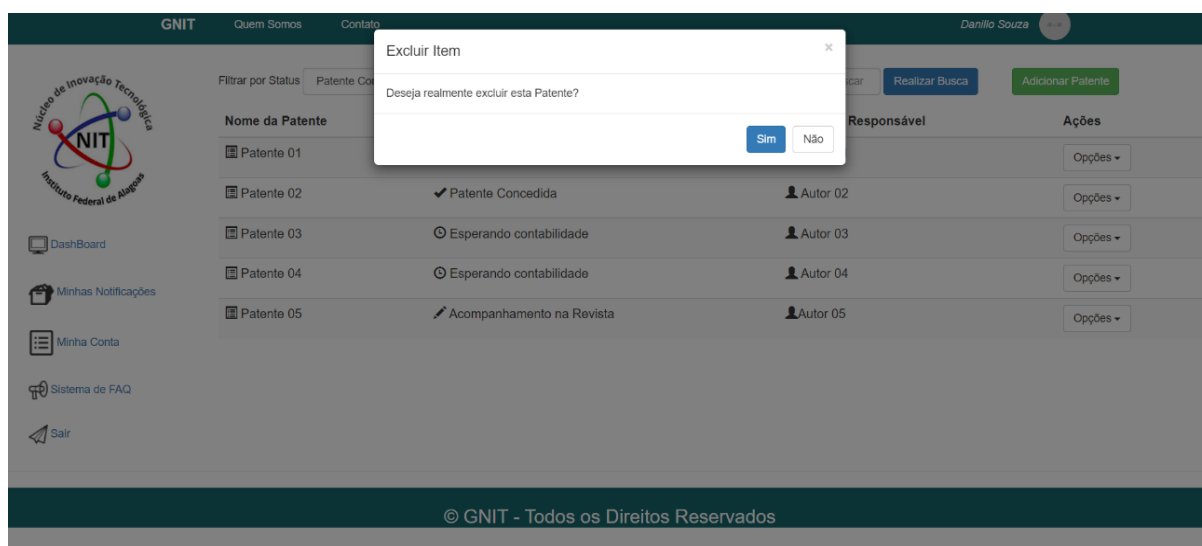 GNIT Quem Somos Contato Danillo Souza
Excluir Item ×
Deseja realmente excluir esta Patente?
Sim Não
Núcleo de Inovação Tecnológica
NIT
Instituto Federal de Alagoas
Filtrar por Status Patente Con car Realizar Busca Adicionar Patente
Nome da Patente Responsável Ações
Patente 01 Opções
Patente 02 Patente Concedida Autor 02 Opções
Patente 03 Esperando contabilidade Autor 03 Opções
Patente 04 Esperando contabilidade Autor 04 Opções
Patente 05 Acompanhamento na Revista Autor 05 Opções
DashBoard
Minhas Notificações
Minha Conta
Sistema de FAQ
Sair
© GNIT - Todos os Direitos Reservados